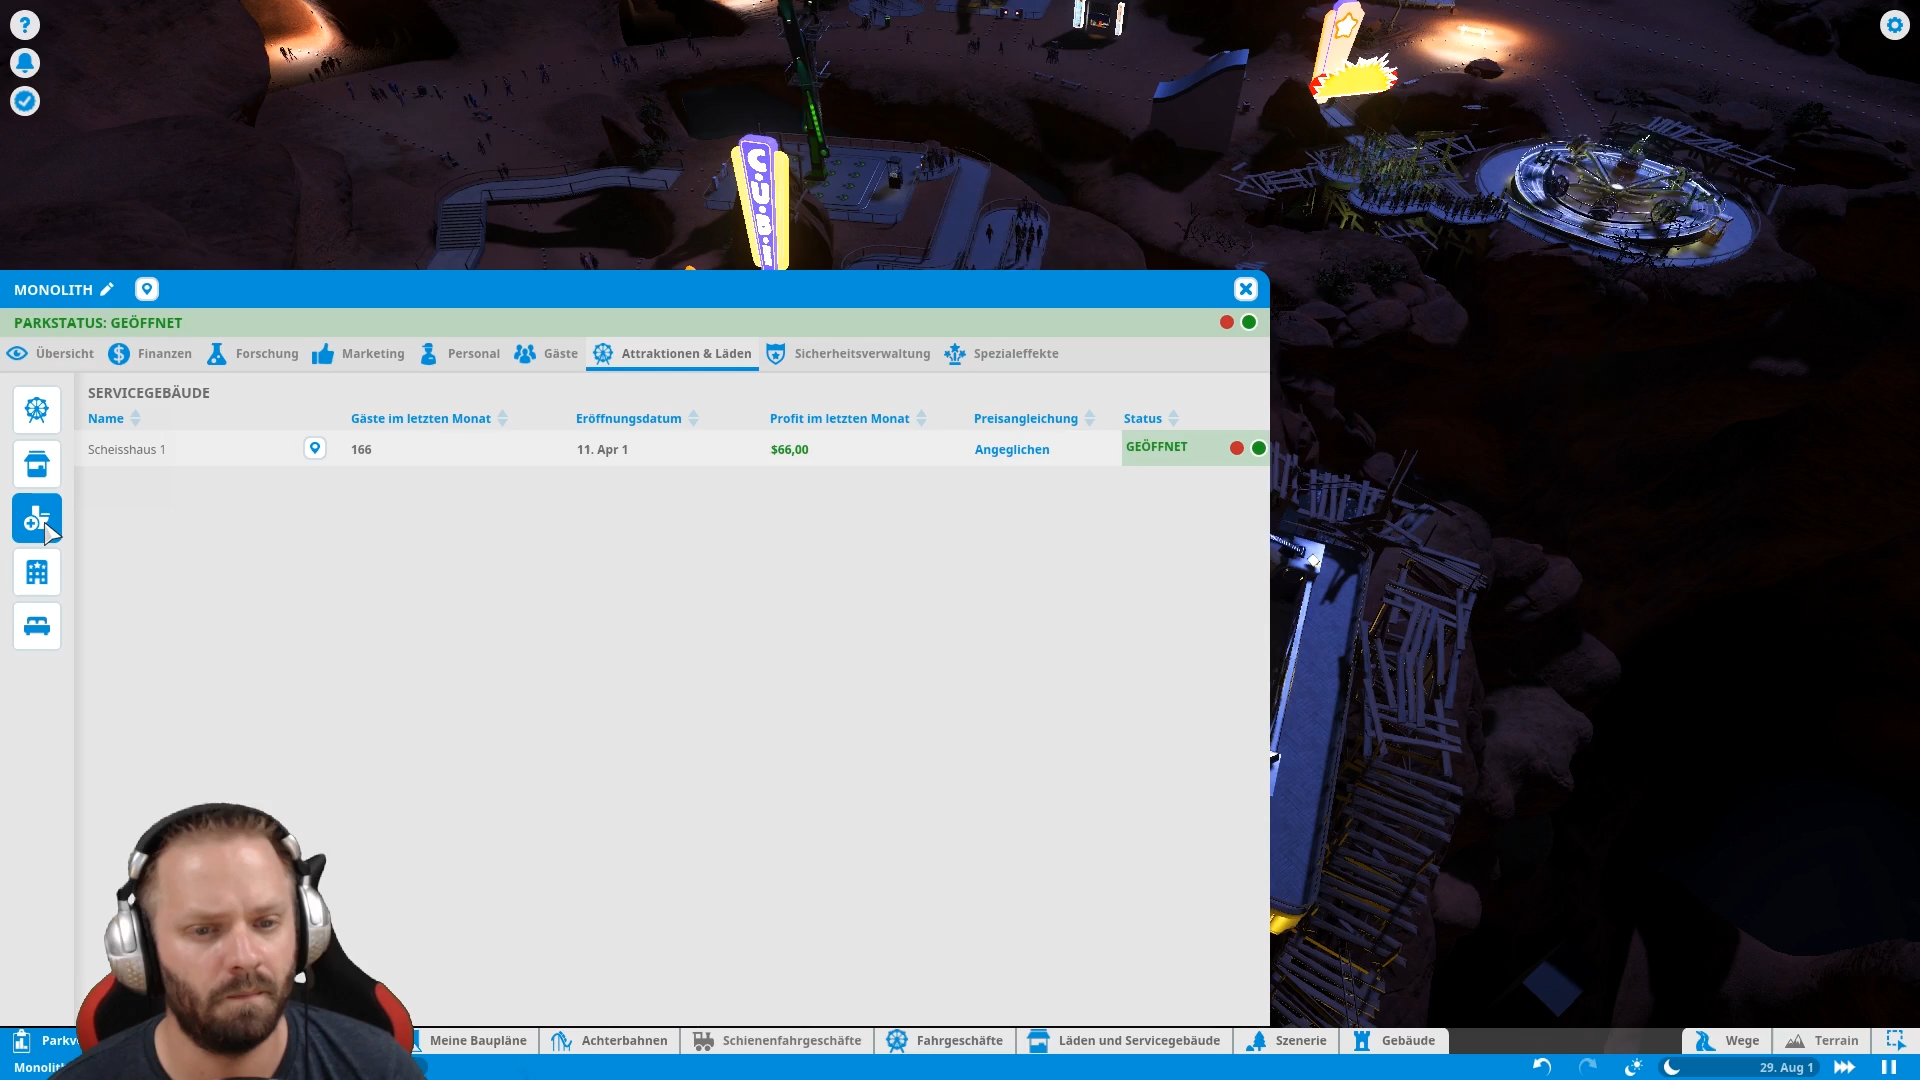 C.U.B.
MONOLITH
PARKSTATUS: GEÖFFNET
Übersicht Finanzen Forschung Marketing Personal Gäste Attraktionen & Läden Sicherheitsverwaltung Spezialeffekte
SERVICEGEBÄUDE
Name Gäste im letzten Monat Eröffnungsdatum Profit im letzten Monat Preisangleichung Status
Scheisshaus 1 166 11. Apr 1 $66,00 Angeglichen GEÖFFNET
Meine Baupläne Achterbahnen Schienenfahrgeschäfte Fahrgeschäfte Läden und Servicegebäude Szenerie Gebäude Wege Terrain
29. Aug 1